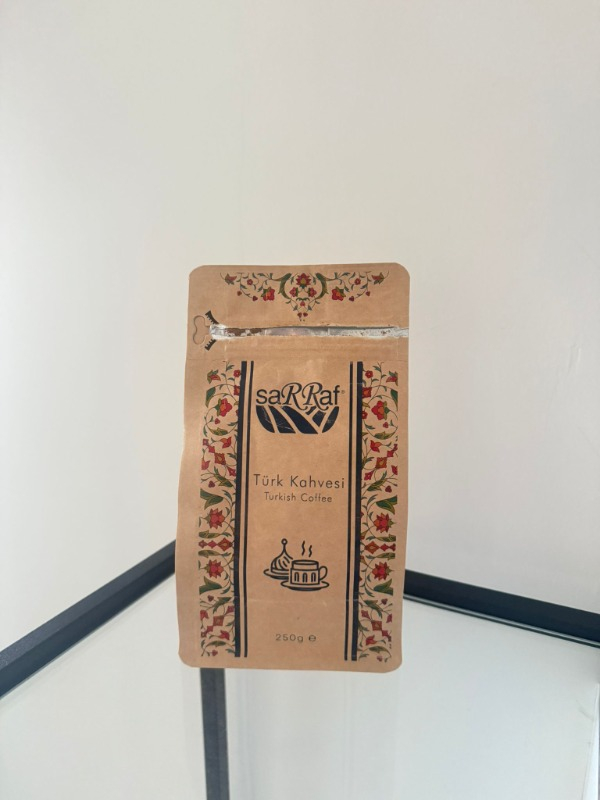 saRRaf®
Türk Kahvesi
Turkish Coffee
250g ℮